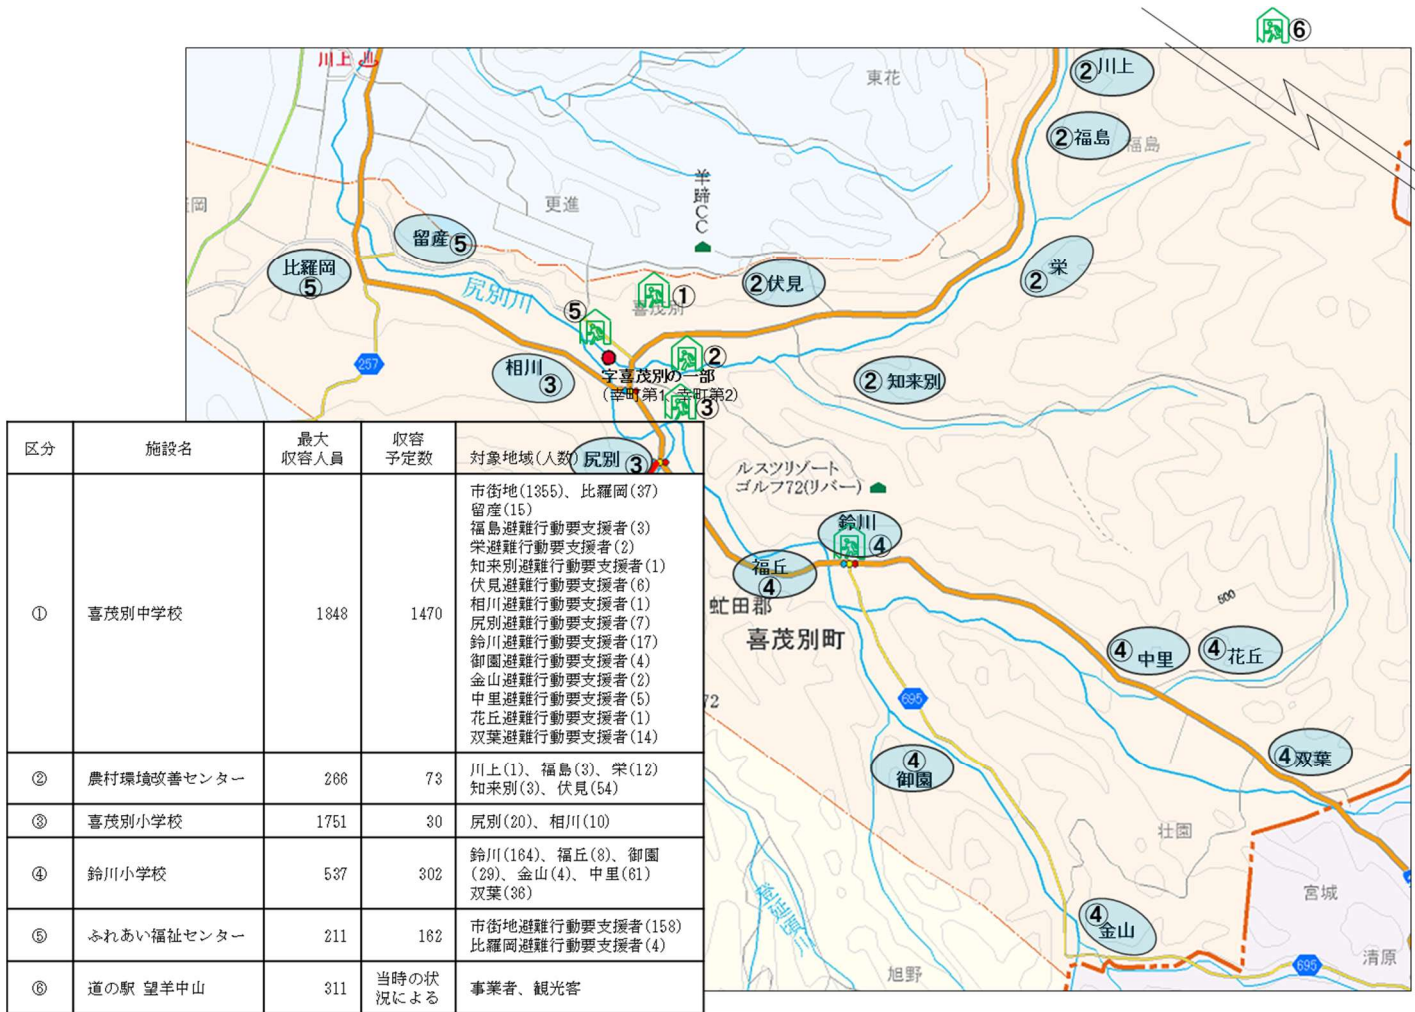 ⑥
川上
②川上
東花
②福島
福島
羊蹄CC
岡
更進
留産⑤
比羅岡
⑤
②栄
②伏見
尻別川
①
喜茂別
⑤
②
257
相川
③
字喜茂別の一部
(幸町第1、幸町第2)
②知来別
③
尻別③
ルスツリゾート
ゴルフ72(リバー)
鈴川
④
福丘
④
虻田郡
喜茂別町
500
④中里
④花丘
72
695
④
御園
④双葉
壮園
登延頃川
宮城
④金山
旭野
695
清原
区分 施設名 最大収容人員 収容予定数 対象地域(人数)
① 喜茂別中学校 1848 1470 市街地(1355)、比羅岡(37)
留産(15)
福島避難行動要支援者(3)
栄避難行動要支援者(2)
知来別避難行動要支援者(1)
伏見避難行動要支援者(6)
相川避難行動要支援者(1)
尻別避難行動要支援者(7)
鈴川避難行動要支援者(17)
御園避難行動要支援者(4)
金山避難行動要支援者(2)
中里避難行動要支援者(5)
花丘避難行動要支援者(1)
双葉避難行動要支援者(14)
② 農村環境改善センター 266 73 川上(1)、福島(3)、栄(12)
知来別(3)、伏見(54)
③ 喜茂別小学校 1751 30 尻別(20)、相川(10)
④ 鈴川小学校 537 302 鈴川(164)、福丘(8)、御園
(29)、金山(4)、中里(61)
双葉(36)
⑤ ふれあい福祉センター 211 162 市街地避難行動要支援者(158)
比羅岡避難行動要支援者(4)
⑥ 道の駅 望羊中山 311 当時の状況による 事業者、観光客